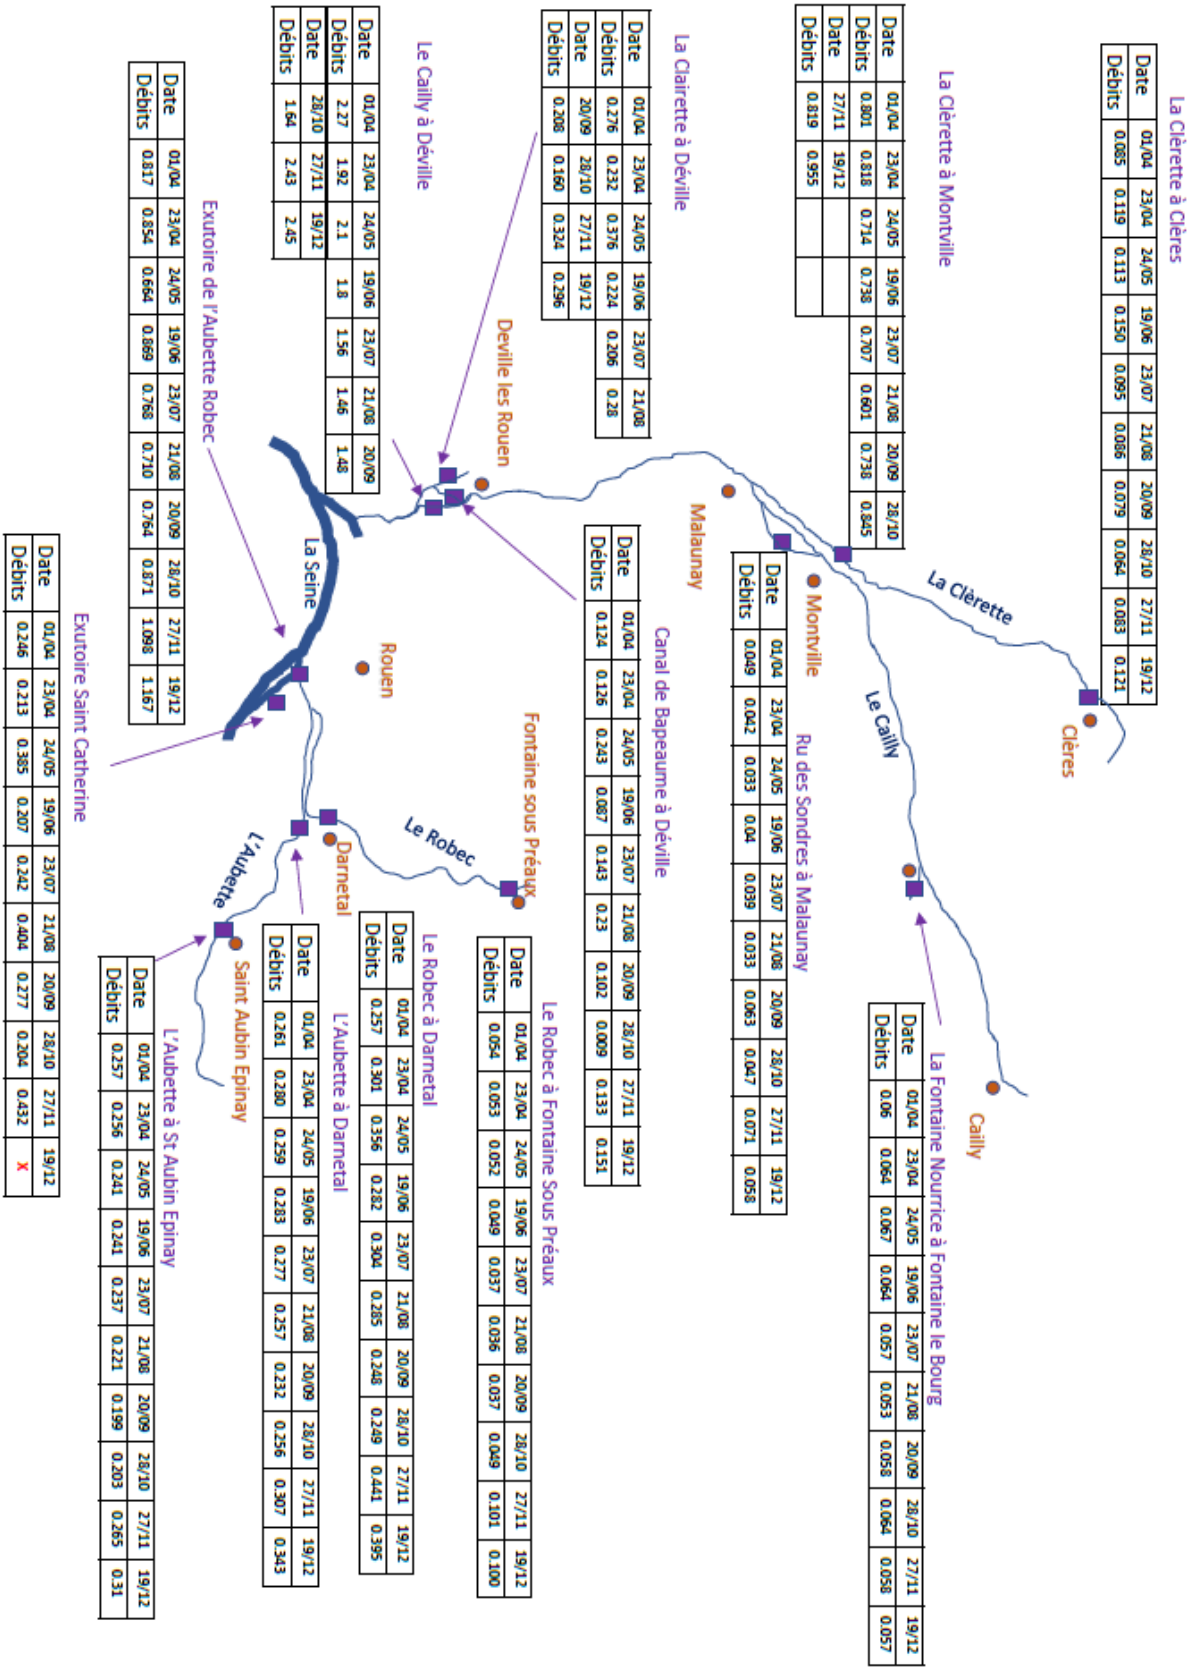 La Clèrette à Clères
Date 01/04 23/04 24/05 19/06 23/07 21/08 20/09 28/10 27/11 19/12
Débits 0.085 0.119 0.113 0.150 0.095 0.086 0.079 0.064 0.083 0.121
Clères
La Clèrette à Montville
Date 01/04 23/04 24/05 19/06 23/07 21/08 20/09 28/10
Débits 0.801 0.818 0.714 0.738 0.707 0.601 0.738 0.845
Date 27/11 19/12
Débits 0.819 0.955
La Clèrette
Cailly
Le Cailly
La Fontaine Nourrice à Fontaine le Bourg
Date 01/04 23/04 24/05 19/06 23/07 21/08 20/09 28/10 27/11 19/12
Débits 0.06 0.064 0.067 0.064 0.057 0.053 0.058 0.064 0.058 0.057
Montville
Ru des Sondres à Malaunay
Date 01/04 23/04 24/05 19/06 23/07 21/08 20/09 28/10 27/11 19/12
Débits 0.049 0.042 0.033 0.04 0.039 0.033 0.063 0.047 0.071 0.058
Malaunay
La Clairette à Déville
Date 01/04 23/04 24/05 19/06 23/07 21/08
Débits 0.276 0.232 0.376 0.224 0.206 0.28
Date 20/09 28/10 27/11 19/12
Débits 0.208 0.160 0.324 0.296
Canal de Bapeaume à Déville
Date 01/04 23/04 24/05 19/06 23/07 21/08 20/09 28/10 27/11 19/12
Débits 0.124 0.126 0.243 0.087 0.143 0.23 0.102 0.009 0.133 0.151
Deville les Rouen
Fontaine sous Préaux
Le Robec à Fontaine Sous Préaux
Date 01/04 23/04 24/05 19/06 23/07 21/08 20/09 28/10 27/11 19/12
Débits 0.054 0.053 0.052 0.049 0.037 0.036 0.037 0.049 0.101 0.100
Le Cailly à Déville
Date 01/04 23/04 24/05 19/06 23/07 21/08 20/09
Débits 2.27 1.92 2.1 1.8 1.56 1.46 1.48
Date 28/10 27/11 19/12
Débits 1.64 2.43 2.45
Le Robec
Rouen
Le Robec à Darnetal
Date 01/04 23/04 24/05 19/06 23/07 21/08 20/09 28/10 27/11 19/12
Débits 0.257 0.301 0.356 0.282 0.304 0.285 0.248 0.249 0.441 0.395
Darnetal
La Seine
L'Aubette à Darnetal
Date 01/04 23/04 24/05 19/06 23/07 21/08 20/09 28/10 27/11 19/12
Débits 0.261 0.280 0.259 0.283 0.277 0.257 0.232 0.256 0.307 0.343
L'Aubette
Saint Aubin Epinay
Exutoire de l'Aubette Robec
Date 01/04 23/04 24/05 19/06 23/07 21/08 20/09 28/10 27/11 19/12
Débits 0.817 0.854 0.664 0.869 0.768 0.710 0.764 0.871 1.098 1.167
L'Aubette à St Aubin Epinay
Date 01/04 23/04 24/05 19/06 23/07 21/08 20/09 28/10 27/11 19/12
Débits 0.257 0.256 0.241 0.241 0.237 0.221 0.199 0.203 0.265 0.31
Exutoire Saint Catherine
Date 01/04 23/04 24/05 19/06 23/07 21/08 20/09 28/10 27/11 19/12
Débits 0.246 0.213 0.385 0.207 0.242 0.404 0.277 0.204 0.432 X